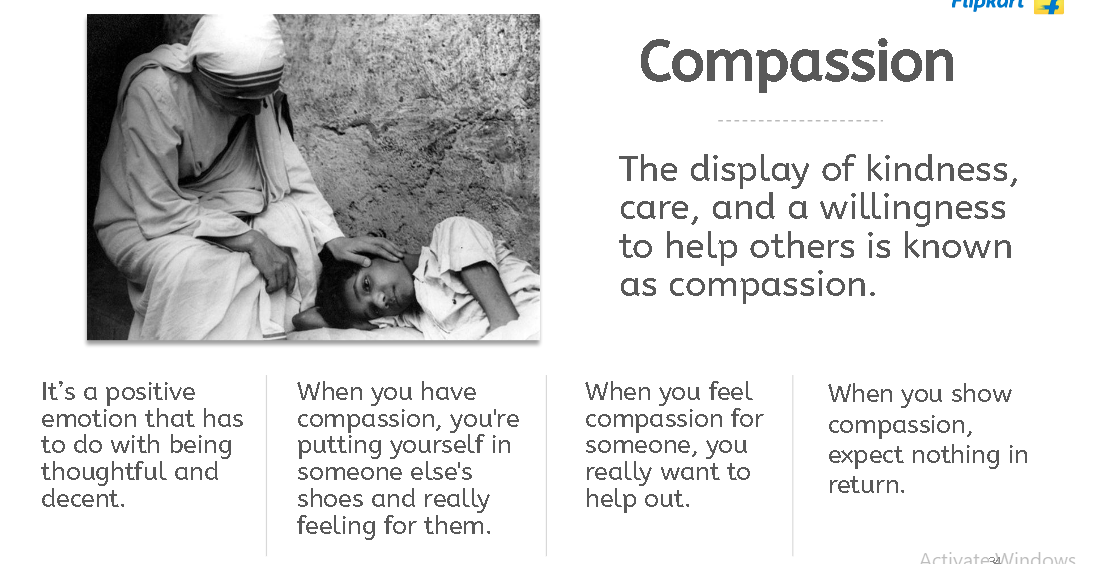 Flipkart
Compassion
The display of kindness,
care, and a willingness
to help others is known
as compassion.
It’s a positive
emotion that has
to do with being
thoughtful and
decent.
When you have
compassion, you're
putting yourself in
someone else's
shoes and really
feeling for them.
When you feel
compassion for
someone, you
really want to
help out.
When you show
compassion,
expect nothing in
return.
Activate Windows
34